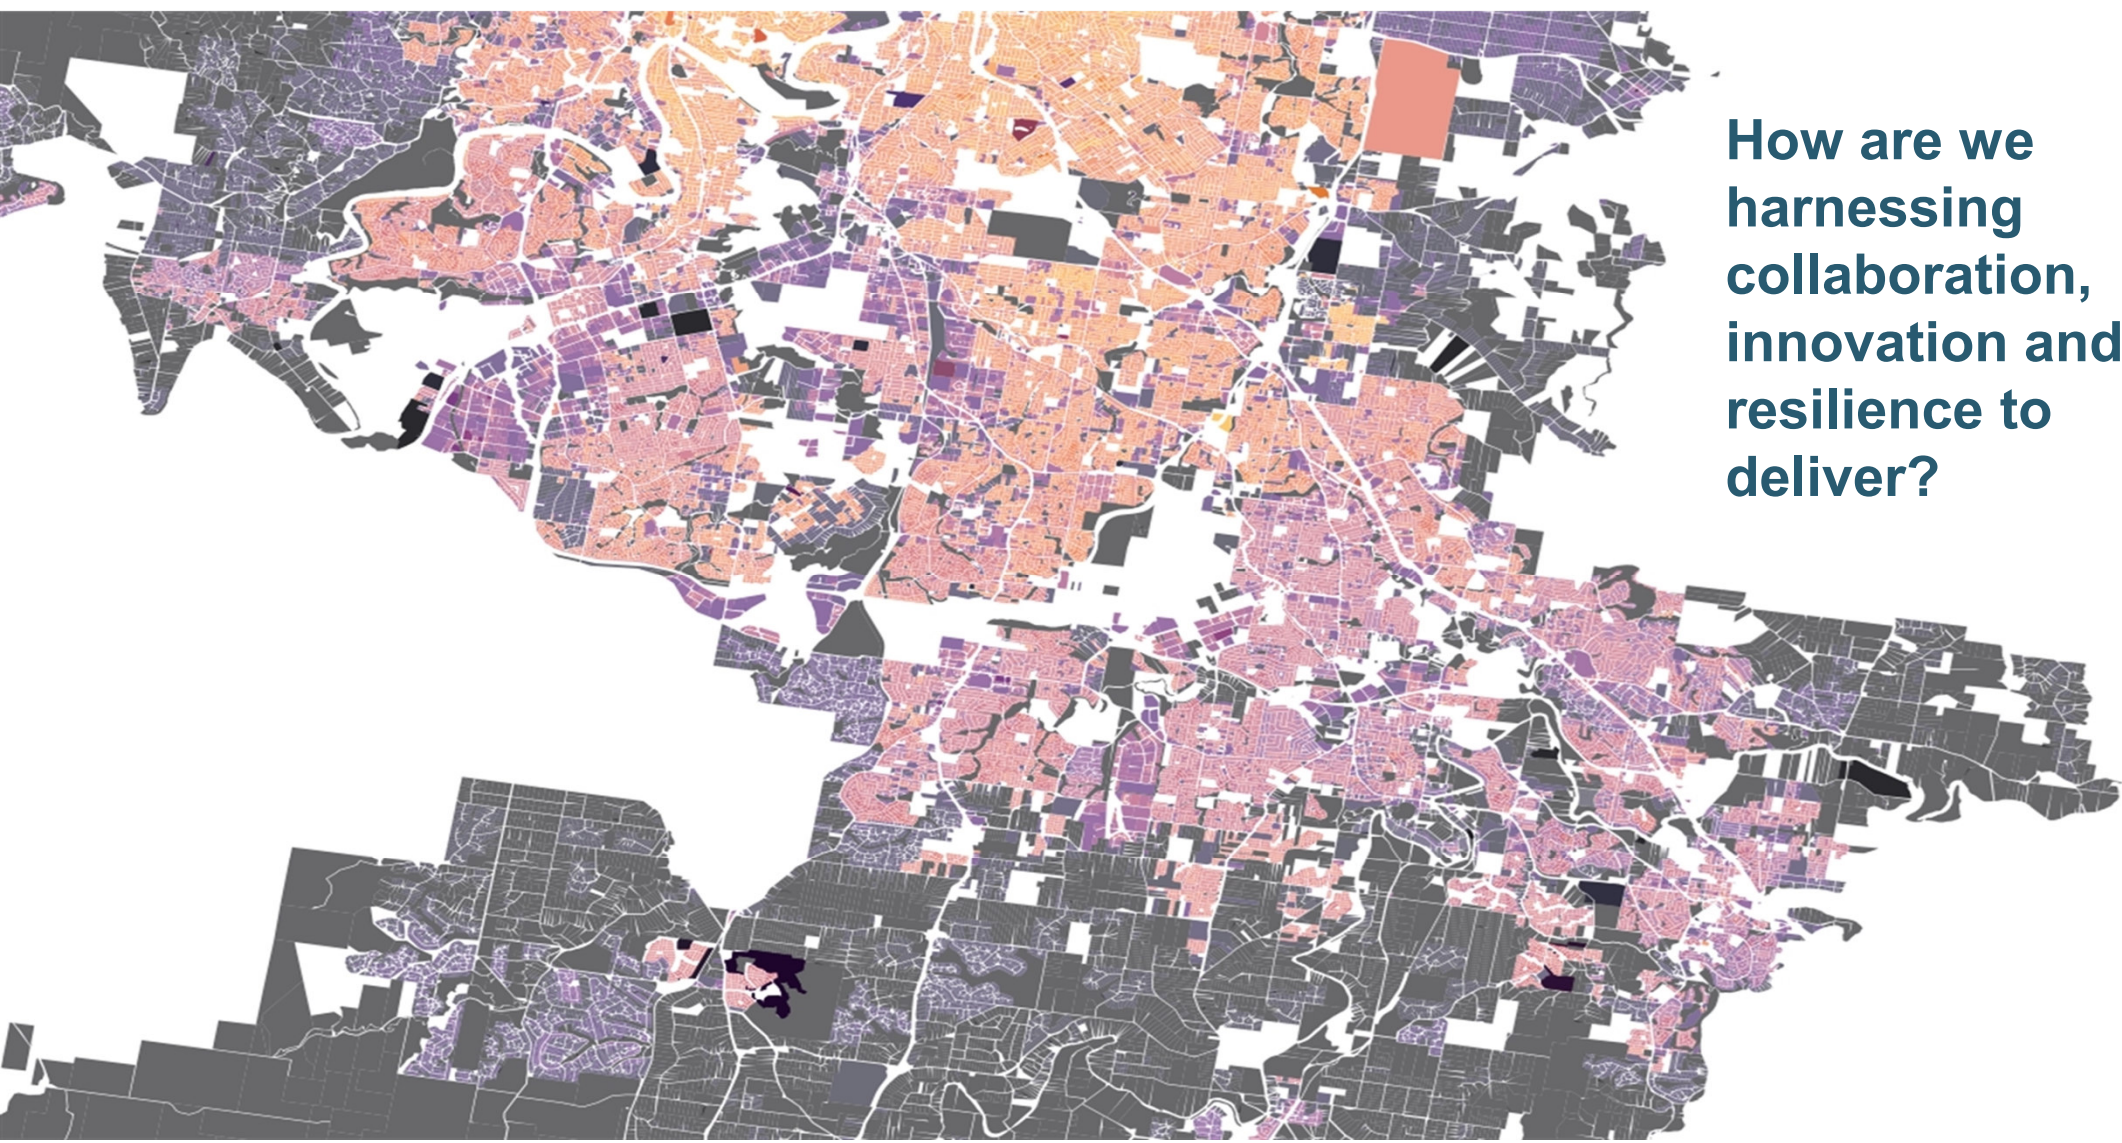 How are we
harnessing
collaboration,
innovation and
resilience to
deliver?